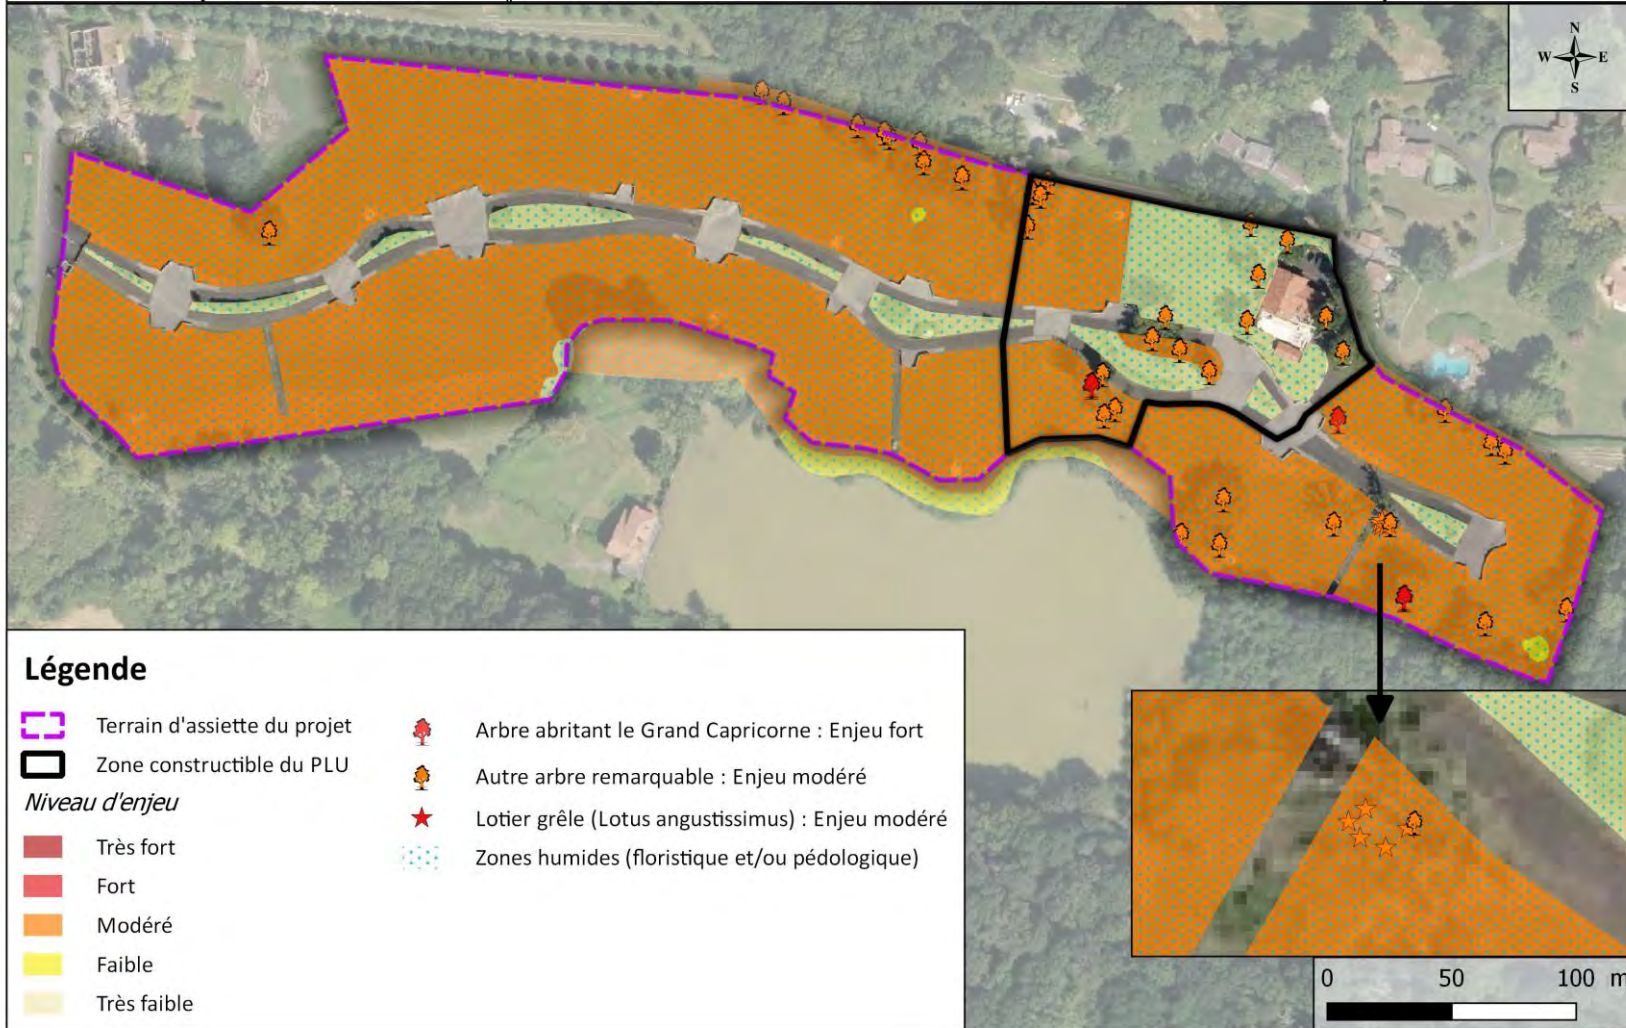 N
W E
S
Légende
Terrain d'assiette du projet
Zone constructible du PLU
Niveau d'enjeu
Très fort
Fort
Modéré
Faible
Très faible
Arbre abritant le Grand Capricorne : Enjeu fort
Autre arbre remarquable : Enjeu modéré
Lotier grêle (Lotus angustissimus) : Enjeu modéré
Zones humides (floristique et/ou pédologique)
0 50 100 m